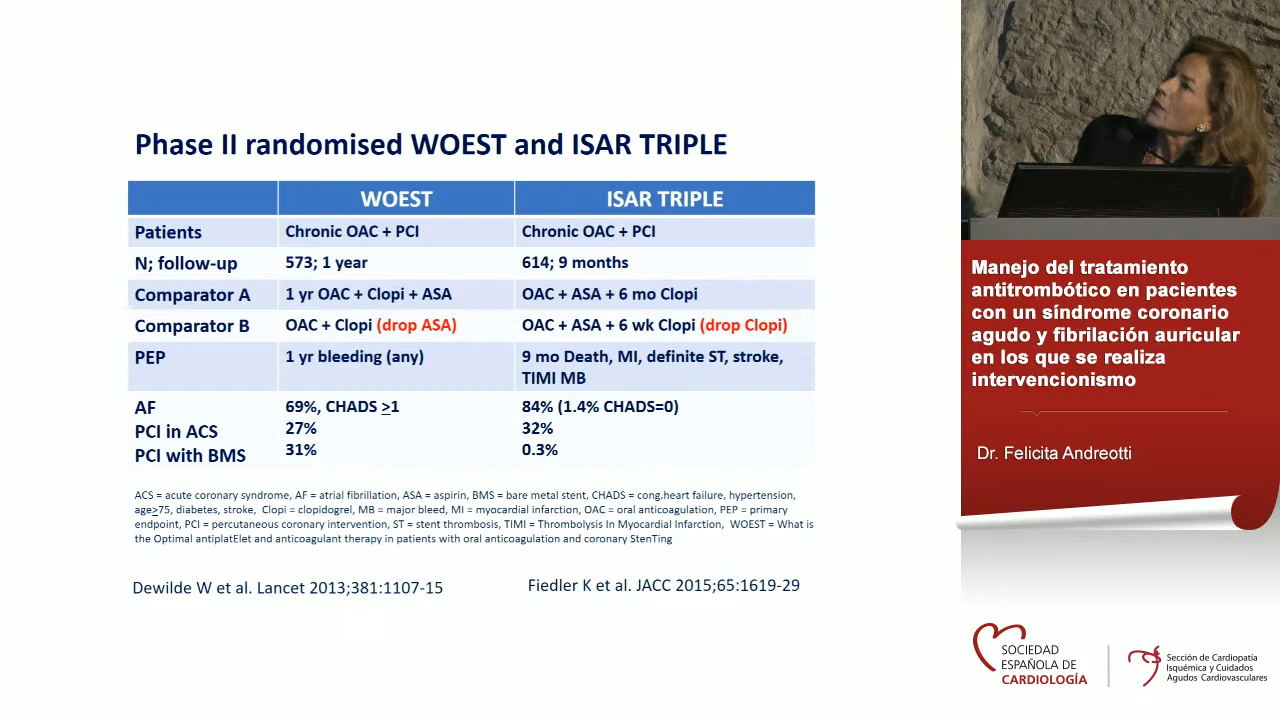 Phase II randomised WOEST and ISAR TRIPLE
WOEST ISAR TRIPLE
Patients Chronic OAC + PCI Chronic OAC + PCI
N; follow-up 573; 1 year 614; 9 months
Comparator A 1 yr OAC + Clopi + ASA OAC + ASA + 6 mo Clopi
Comparator B OAC + Clopi (drop ASA) OAC + ASA + 6 wk Clopi (drop Clopi)
PEP 1 yr bleeding (any) 9 mo Death, MI, definite ST, stroke,
TIMI MB
AF 69%, CHADS ≥1 84% (1.4% CHADS=0)
PCI in ACS 27% 32%
PCI with BMS 31% 0.3%
ACS = acute coronary syndrome, AF = atrial fibrillation, ASA = aspirin, BMS = bare metal stent, CHADS = cong.heart failure, hypertension,
age≥75, diabetes, stroke, Clopi = clopidogrel, MB = major bleed, MI = myocardial infarction, OAC = oral anticoagulation, PEP = primary
endpoint, PCI = percutaneous coronary intervention, ST = stent thrombosis, TIMI = Thrombolysis In Myocardial Infarction, WOEST = What is
the Optimal antiplatElet and anticoagulant therapy in patients with oral anticoagulation and coronary StenTing
Dewilde W et al. Lancet 2013;381:1107-15
Fiedler K et al. JACC 2015;65:1619-29
Manejo del tratamiento
antitrombótico en pacientes
con un síndrome coronario
agudo y fibrilación auricular
en los que se realiza
intervencionismo
Dr. Felicita Andreotti
SOCIEDAD
ESPAÑOLA DE
CARDIOLOGÍA
Sección de Cardiopatía
Isquémica y Cuidados
Agudos Cardiovasculares